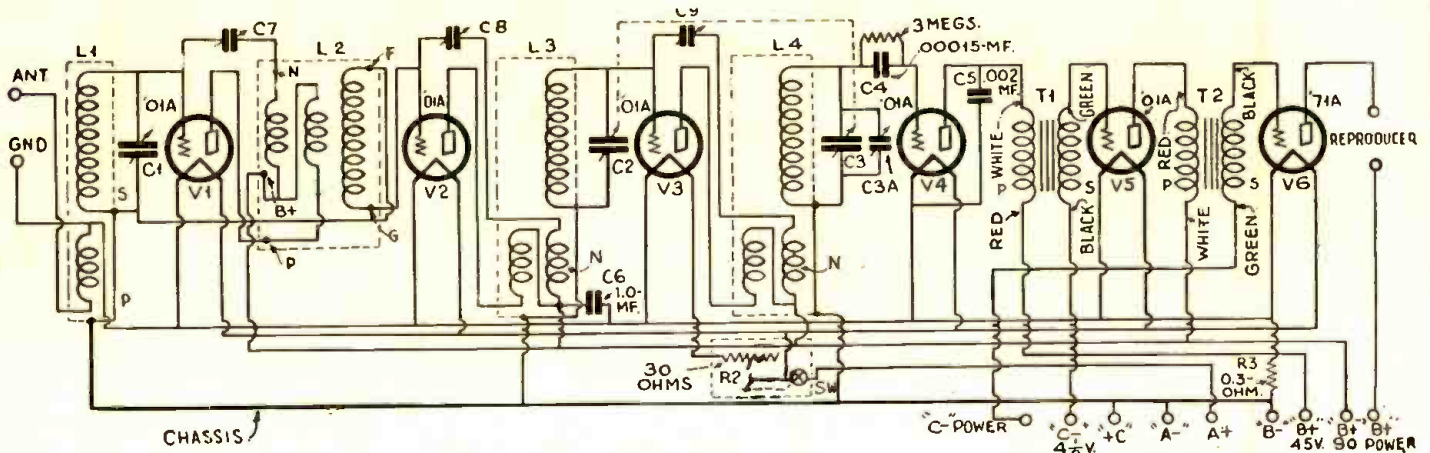 C7
C8
C9
3 MEGS.
.00015-MF.
L1
L2
L3
L4
ANT.
GND
N
F
C4
C5
.002 MF.
T1
GREEN
T2
BLACK
'01A
'01A
'01A
'01A
'01A
'71A
REPRODUCER
C1
V1
V2
C2
V3
C3
C3A
V4
WHITE
P
S
V5
RED
P
S
V6
S
B+
G
P
P
N
C6
1.0-MF.
N
RED
BLACK
WHITE
GREEN
30 OHMS
R2
SW
R3
0.3-OHM.
CHASSIS
"C-" POWER
"C-" 4½V.
"+C"
"A-"
A+
"B-"
B+ 45V.
"B+" 90
"B+" POWER